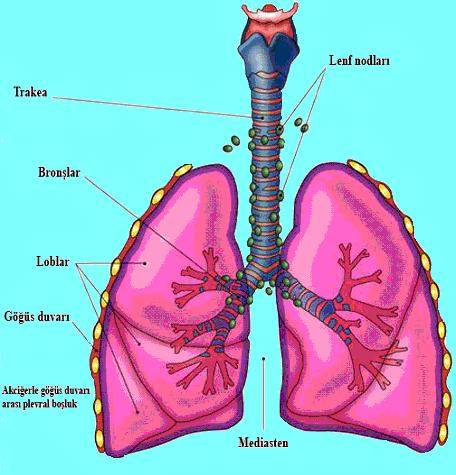 Lenf nodları
Trakea
Bronşlar
Loblar
Göğüs duvarı
Akciğerle göğüs duvarı
arası plevral boşluk
Mediasten